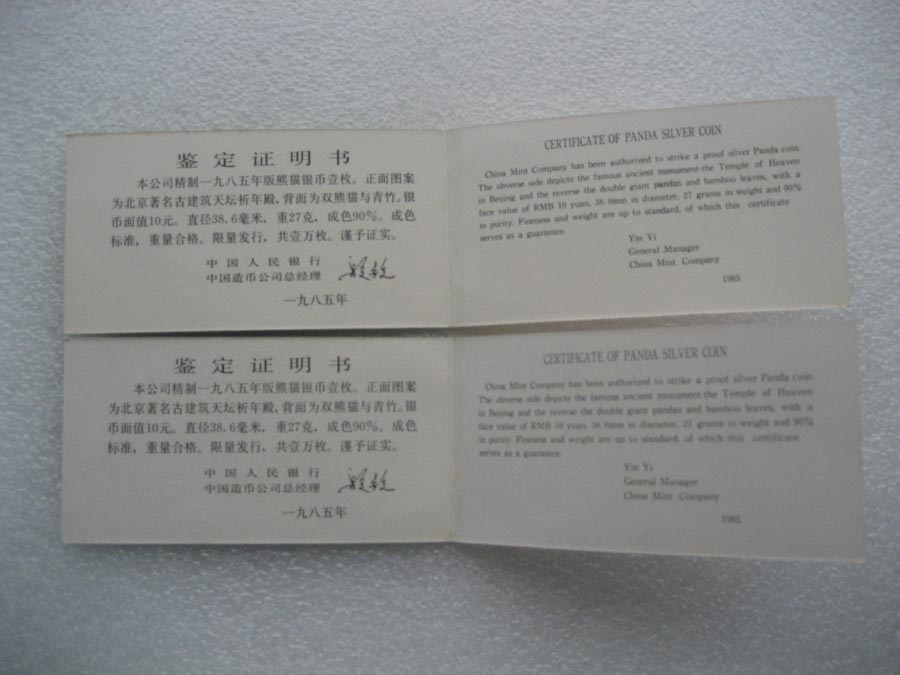 鉴定证明书
本公司精制一九八五年版熊猫银币壹枚。正面图案
为北京著名古建筑天坛祈年殿,背面为双熊猫与青竹。银
币面值10元。直径38.6毫米,重27克,成色90%。成色
标准,重量合格。限量发行,共壹万枚。谨予证实。
中国人民银行
中国造币公司总经理
一九八五年
CERTIFICATE OF PANDA SILVER COIN
China Mint Company has been authorized to strike a proof silver Panda coin.
The obverse side depicts the famous ancient monument the Temple of Heaven
in Beijing and the reverse the double giant pandas and bamboo leaves, with a
face value of RMB 10 yuan, 38.6mm in diameter, 27 grams in weight and 90%
in purity. Fineness and weight are up to standard, of which this certificate
serves as a guarantee.
Yin Yi
General Manager
China Mint Company
1985
鉴定证明书
本公司精制一九八五年版熊猫银币壹枚。正面图案
为北京著名古建筑天坛祈年殿,背面为双熊猫与青竹。银
币面值10元。直径38.6毫米,重27克,成色90%。成色
标准,重量合格。限量发行,共壹万枚。谨予证实。
中国人民银行
中国造币公司总经理
一九八五年
CERTIFICATE OF PANDA SILVER COIN
China Mint Company has been authorized to strike a proof silver Panda coin.
The obverse side depicts the famous ancient monument the Temple of Heaven
in Beijing and the reverse the double giant pandas and bamboo leaves, with a
face value of RMB 10 yuan, 38.6mm in diameter, 27 grams in weight and 90%
in purity. Fineness and weight are up to standard, of which this certificate
serves as a guarantee.
Yin Yi
General Manager
China Mint Company
1985